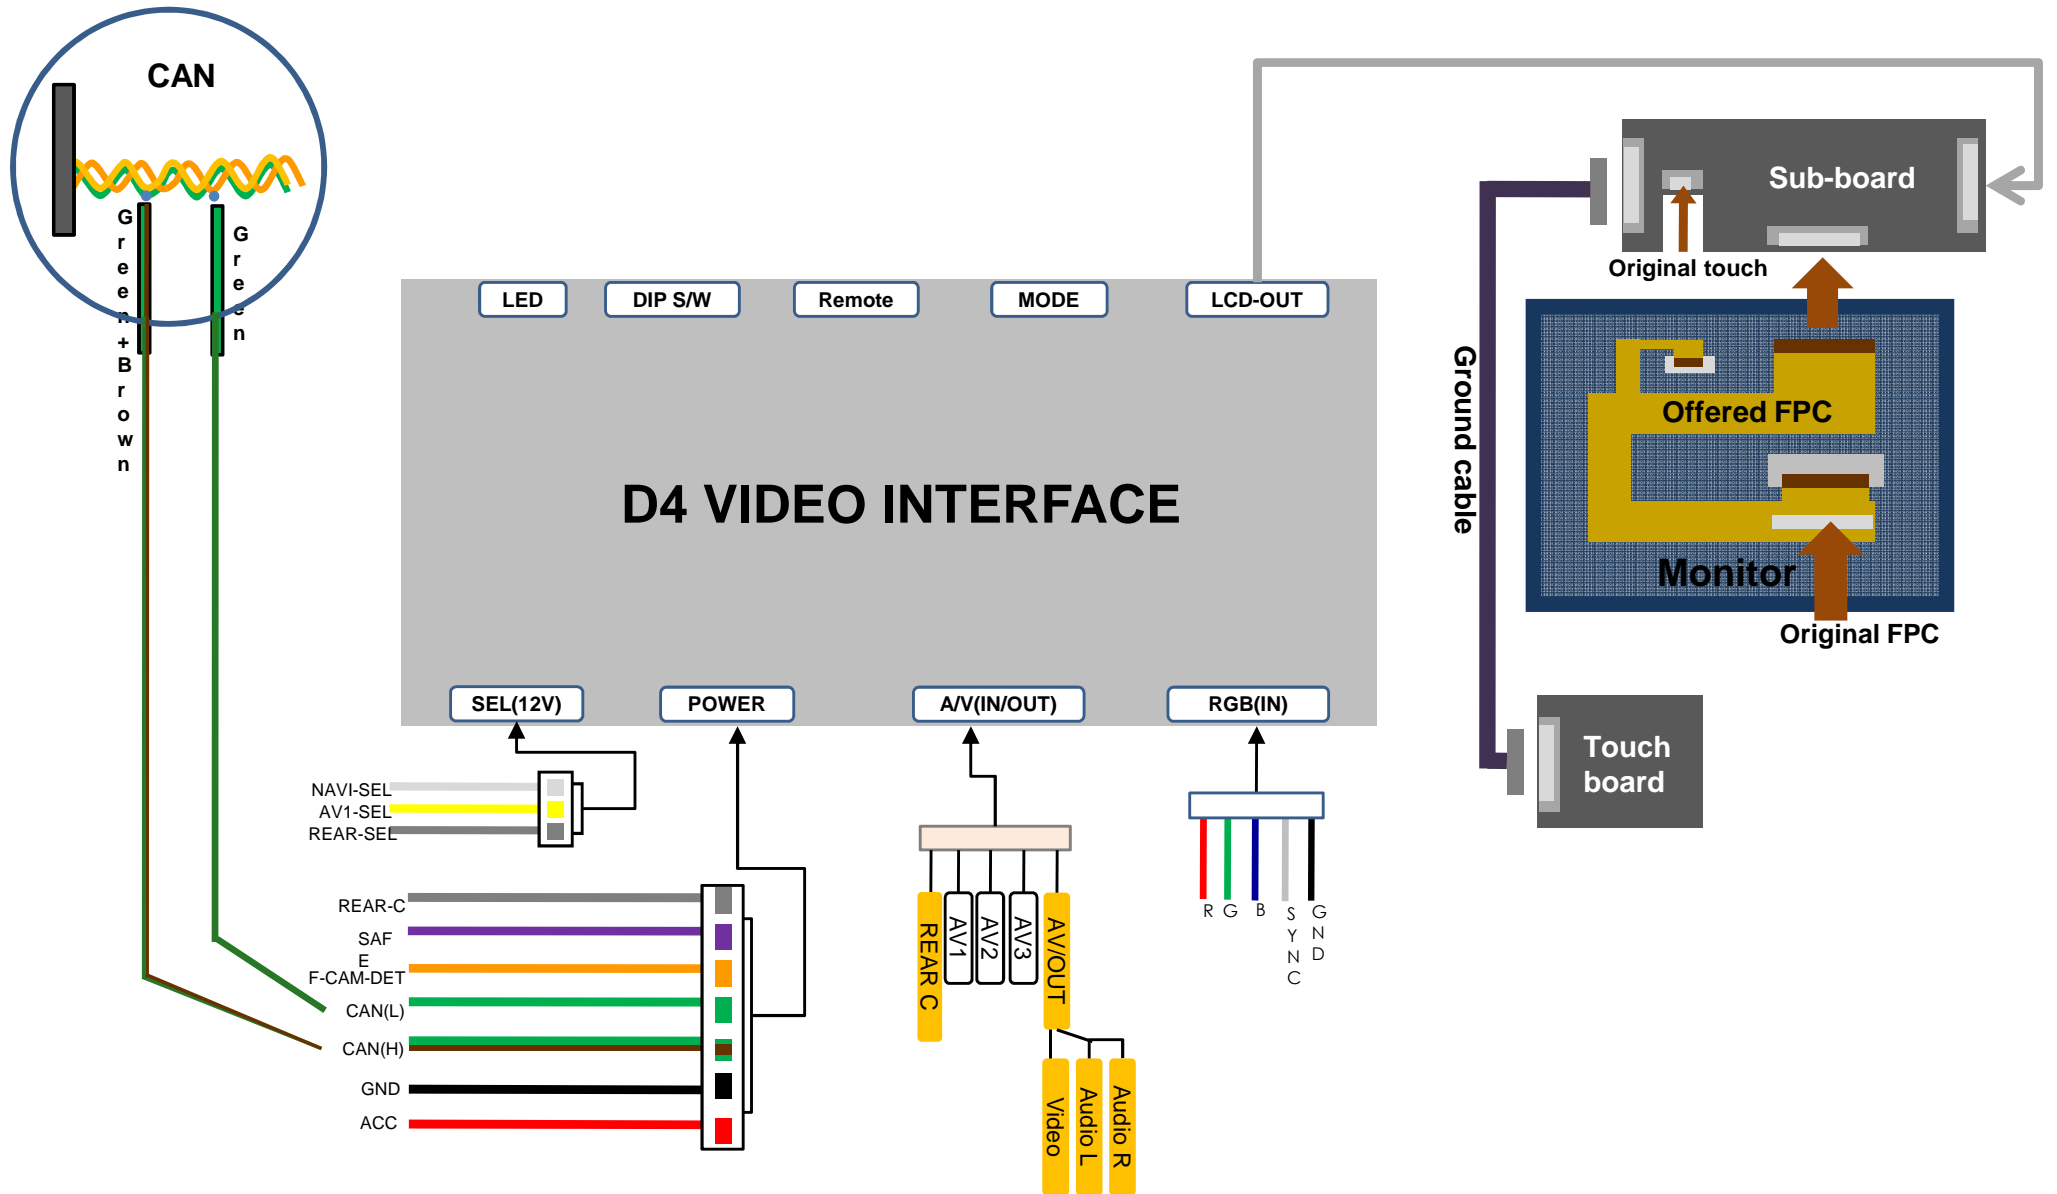 CAN
Green+Brown
Green
LED
DIP S/W
Remote
MODE
LCD-OUT
D4 VIDEO INTERFACE
SEL(12V)
POWER
A/V(IN/OUT)
RGB(IN)
NAVI-SEL
AV1-SEL
REAR-SEL
REAR-C
SAF
E
F-CAM-DET
CAN(L)
CAN(H)
GND
ACC
REAR C
AV1
AV2
AV3
AV/OUT
Video
Audio L
Audio R
R
G
B
SYNC
GND
Sub-board
Original touch
Ground cable
Offered FPC
Monitor
Original FPC
Touch
board